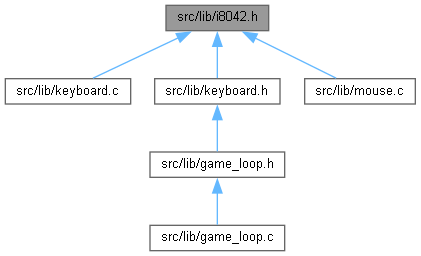 src/lib/i8042.h
src/lib/keyboard.c
src/lib/keyboard.h
src/lib/mouse.c
src/lib/game_loop.h
src/lib/game_loop.c